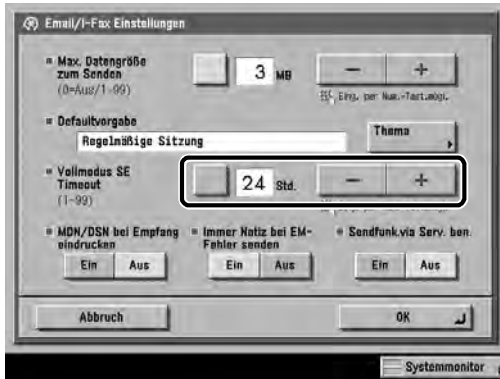 Email/I-Fax Einstellungen
Max. Datengröße
zum Senden
(0=Aus/1-99)
3 MB
−
+
Eing. per Num.-Tast.mögl.
Defaultvorgabe
Regelmäßige Sitzung
Thema
Vollmodus SE
Timeout
(1-99)
24 Std.
−
+
MDN/DSN bei Empfang
eindrucken
Ein
Aus
Immer Notiz bei EM-
Fehler senden
Ein
Aus
Sendfunk.via Serv. ben.
Ein
Aus
Abbruch
OK
Systemmonitor